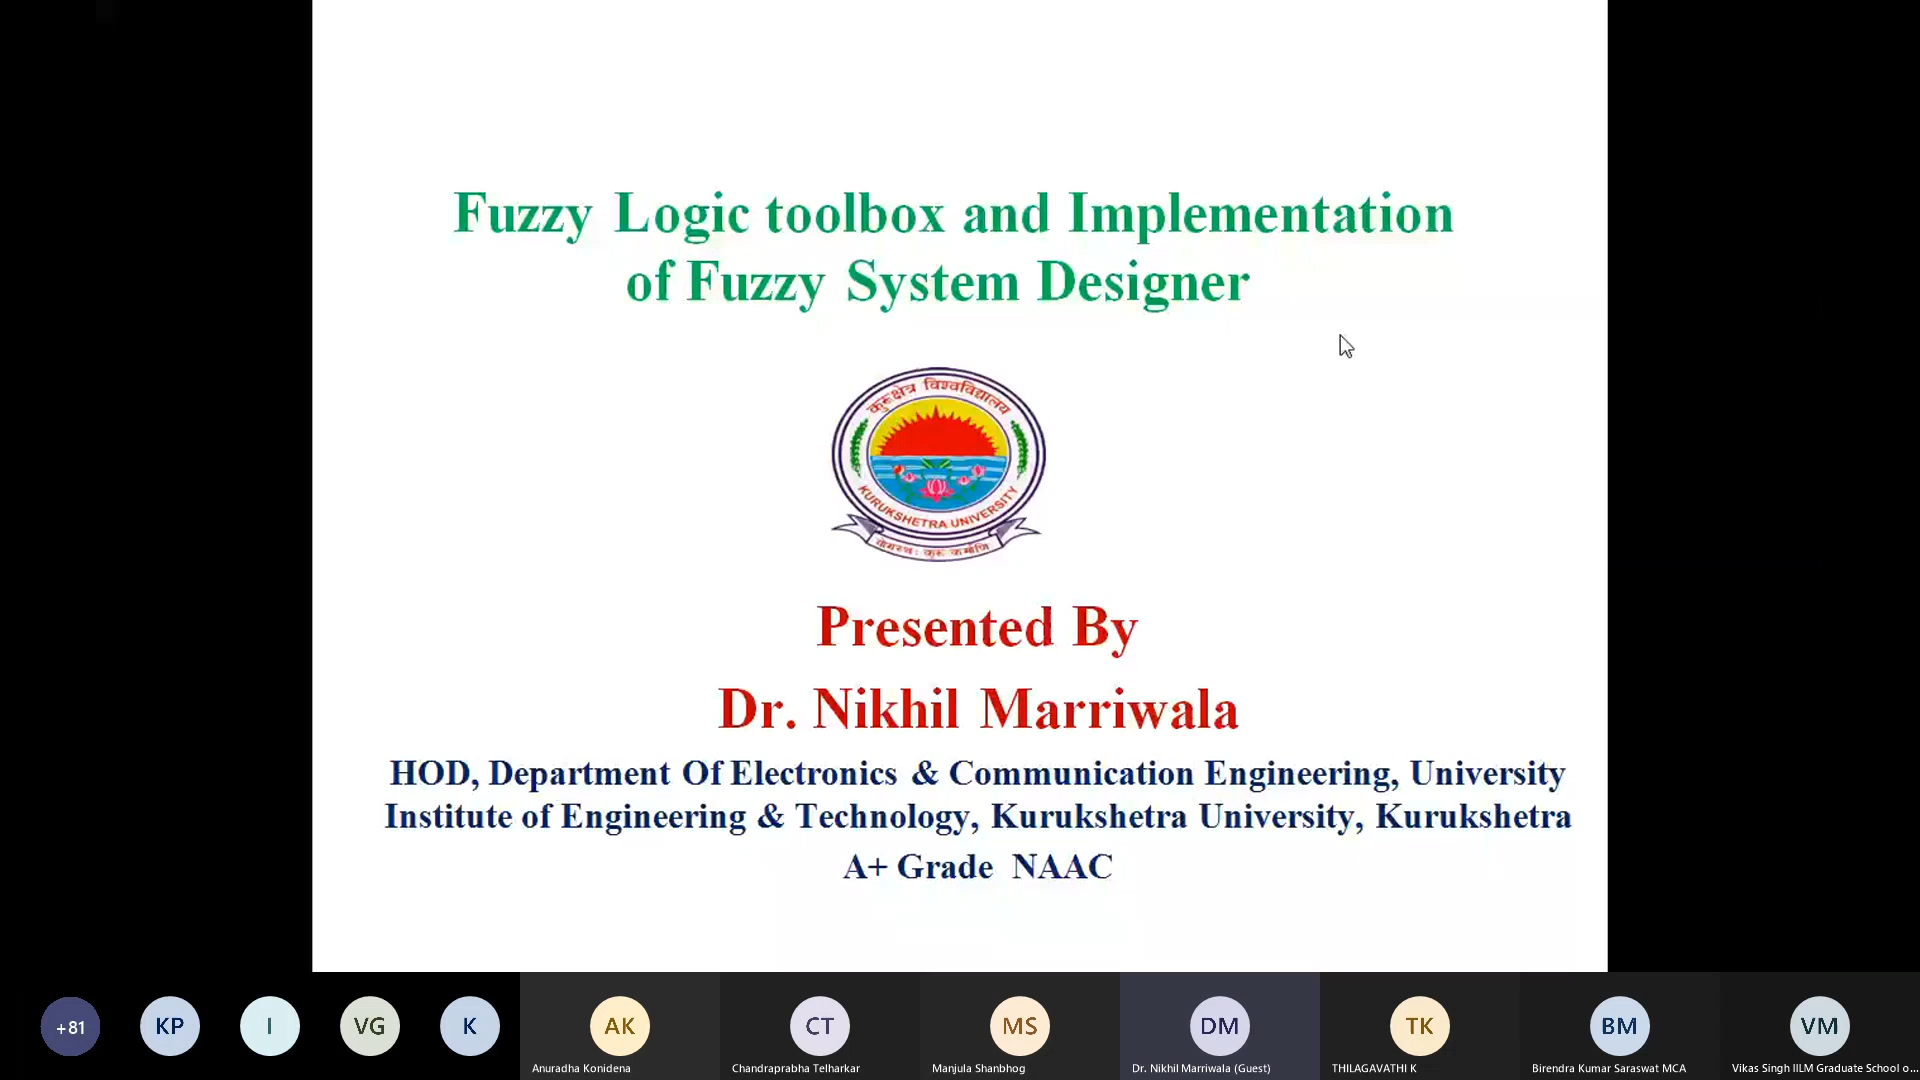 Fuzzy Logic toolbox and Implementation
of Fuzzy System Designer
कुरुक्षेत्र विश्वविद्यालय
KURUKSHETRA UNIVERSITY
Presented By
Dr. Nikhil Marriwala
HOD, Department Of Electronics & Communication Engineering, University
Institute of Engineering & Technology, Kurukshetra University, Kurukshetra
A+ Grade NAAC
+81
KP
I
VG
K
AK
CT
MS
DM
TK
BM
VM
Anuradha Konidena
Chandraprabha Telharkar
Manjula Shanbhog
Dr. Nikhil Marriwala (Guest)
THILAGAVATHI K
Birendra Kumar Saraswat MCA
Vikas Singh IILM Graduate School o...